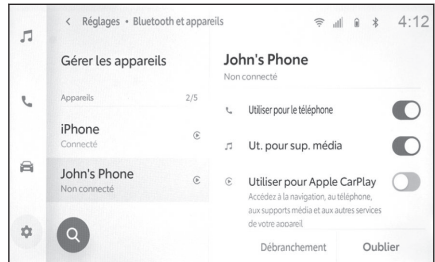 < Réglages • Bluetooth et appareils
4:12
Gérer les appareils
Appareils 2/5
iPhone
Connecté
John's Phone
Non connecté
John's Phone
Non connecté
Utiliser pour le téléphone
Ut. pour sup. média
Utiliser pour Apple CarPlay
Accédez à la navigation, au téléphone,
aux supports média et aux autres services
de votre appareil
Débranchement Oublier